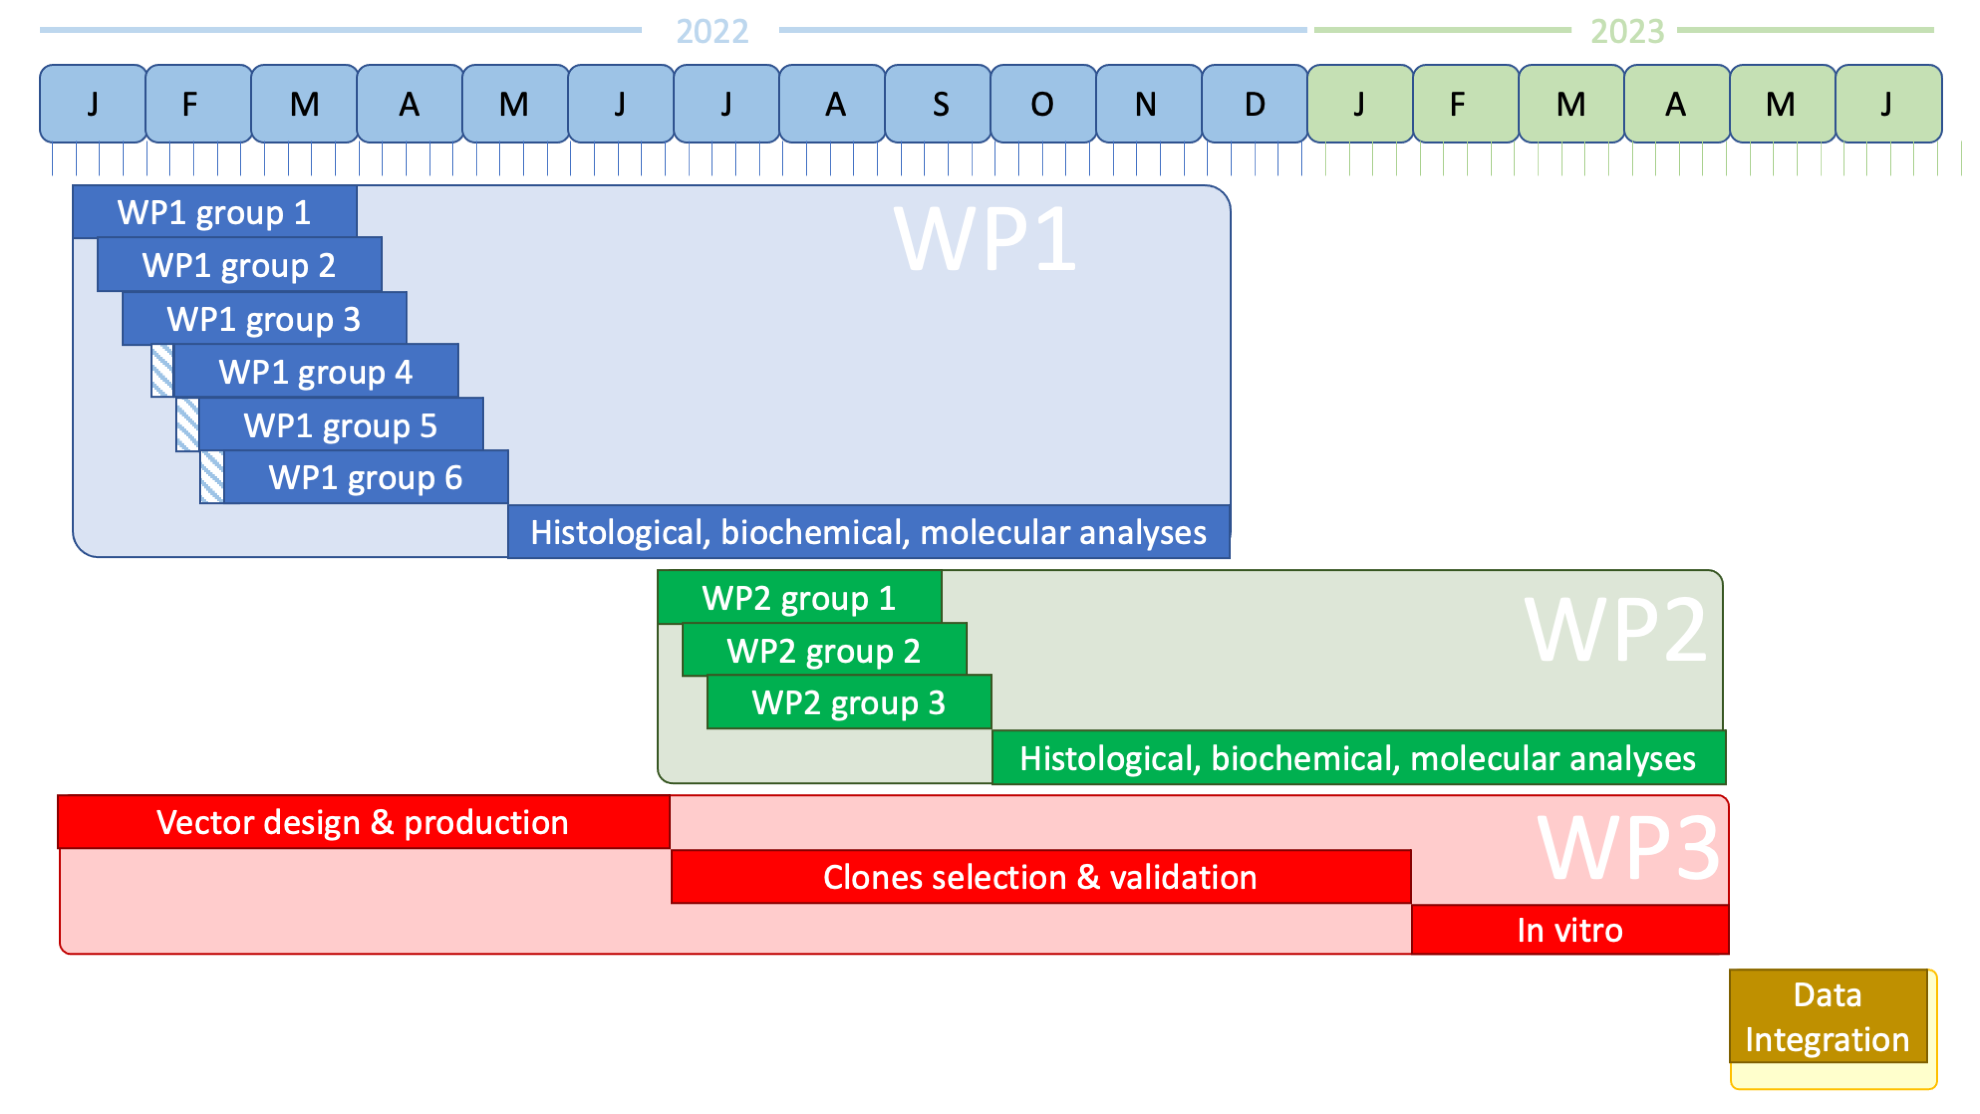 2022
2023
J F M A M J J A S O N D J F M A M J
WP1 group 1
WP1
WP1 group 2
WP1 group 3
WP1 group 4
WP1 group 5
WP1 group 6
Histological, biochemical, molecular analyses
WP2 group 1
WP2
WP2 group 2
WP2 group 3
Histological, biochemical, molecular analyses
Vector design & production
WP3
Clones selection & validation
In vitro
Data
Integration